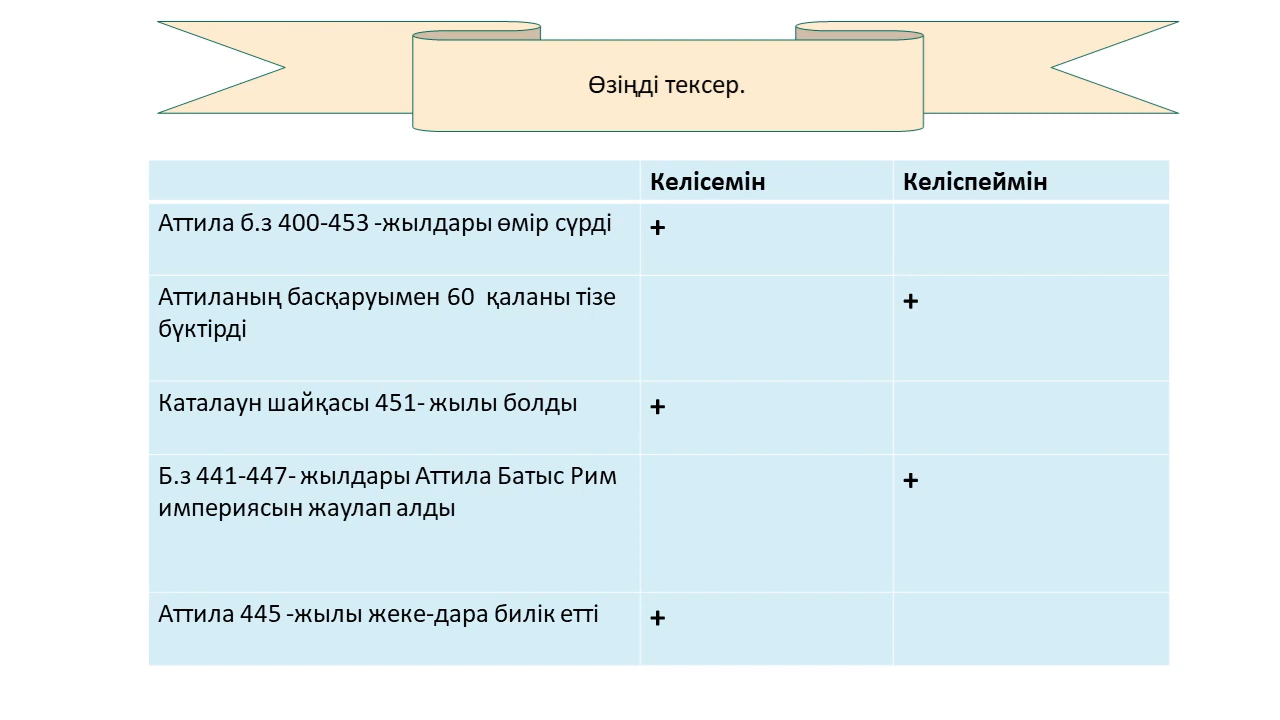 Өзіңді тексер.
Келісемін Келіспеймін
Аттила б.з 400-453 -жылдары өмір сүрді +
Аттиланың басқаруымен 60 қаланы тізе +
бүктірді
Каталаун шайқасы 451- жылы болды +
Б.з 441-447- жылдары Аттила Батыс Рим +
империясын жаулап алды
Аттила 445 -жылы жеке-дара билік етті +